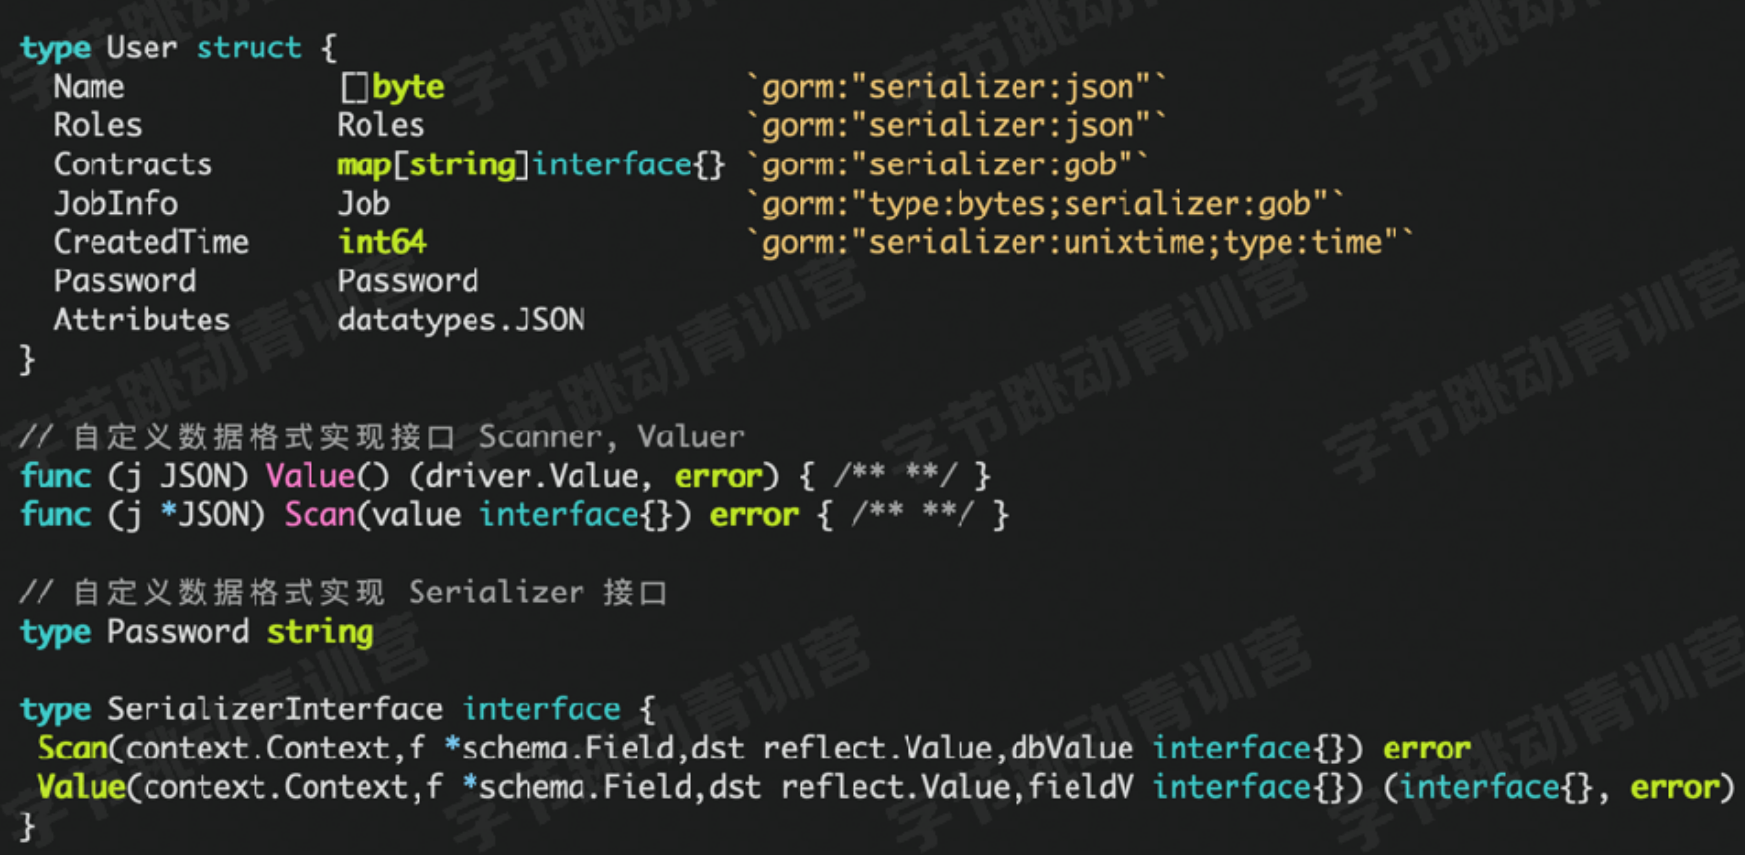 type User struct {
  Name            []byte                 `gorm:"serializer:json"`
  Roles           Roles                  `gorm:"serializer:json"`
  Contracts       map[string]interface{} `gorm:"serializer:gob"`
  JobInfo         Job                    `gorm:"type:bytes;serializer:gob"`
  CreatedTime     int64                  `gorm:"serializer:unixtime;type:time"`
  Password        Password
  Attributes      datatypes.JSON
}
// 自定义数据格式实现接口 Scanner, Valuer
func (j JSON) Value() (driver.Value, error) { /** **/ }
func (j *JSON) Scan(value interface{}) error { /** **/ }
// 自定义数据格式实现 Serializer 接口
type Password string
type SerializerInterface interface {
 Scan(context.Context,f *schema.Field,dst reflect.Value,dbValue interface{}) error
 Value(context.Context,f *schema.Field,dst reflect.Value,fieldV interface{}) (interface{}, error)
}
字节跳动青训营